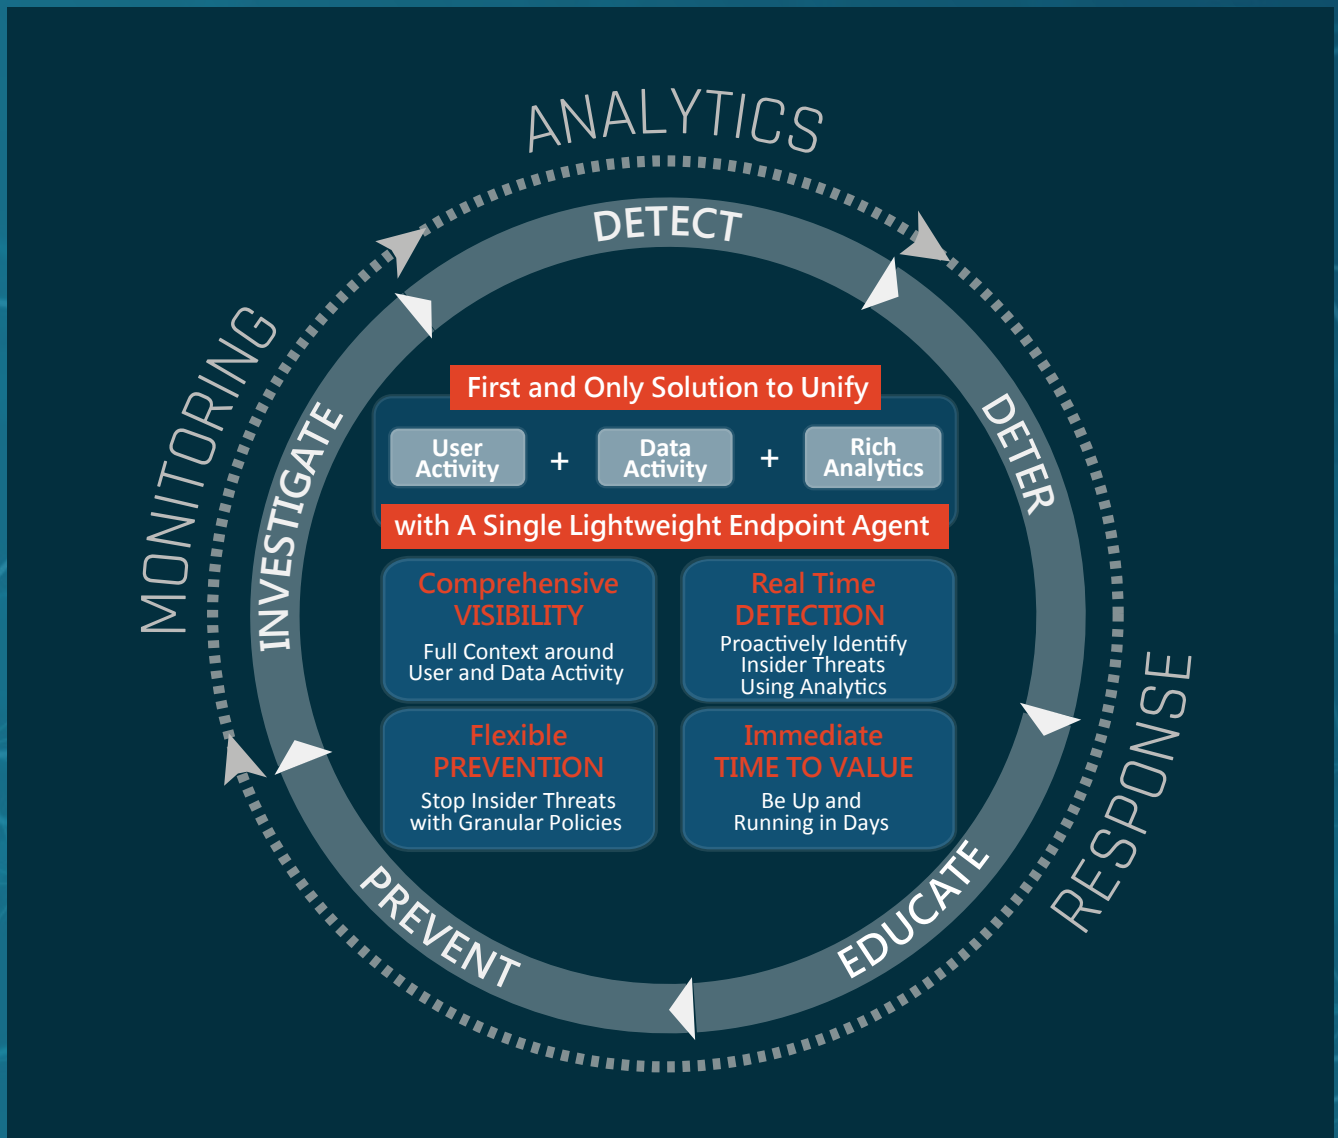 ANALYTICS
DETECT
MONITORING
INVESTIGATE
DETER
First and Only Solution to Unify
User
Activity
+
Data
Activity
+
Rich
Analytics
with A Single Lightweight Endpoint Agent
Comprehensive
VISIBILITY
Full Context around
User and Data Activity
Real Time
DETECTION
Proactively Identify
Insider Threats
Using Analytics
Flexible
PREVENTION
Stop Insider Threats
with Granular Policies
Immediate
TIME TO VALUE
Be Up and
Running in Days
RESPONSE
EDUCATE
PREVENT